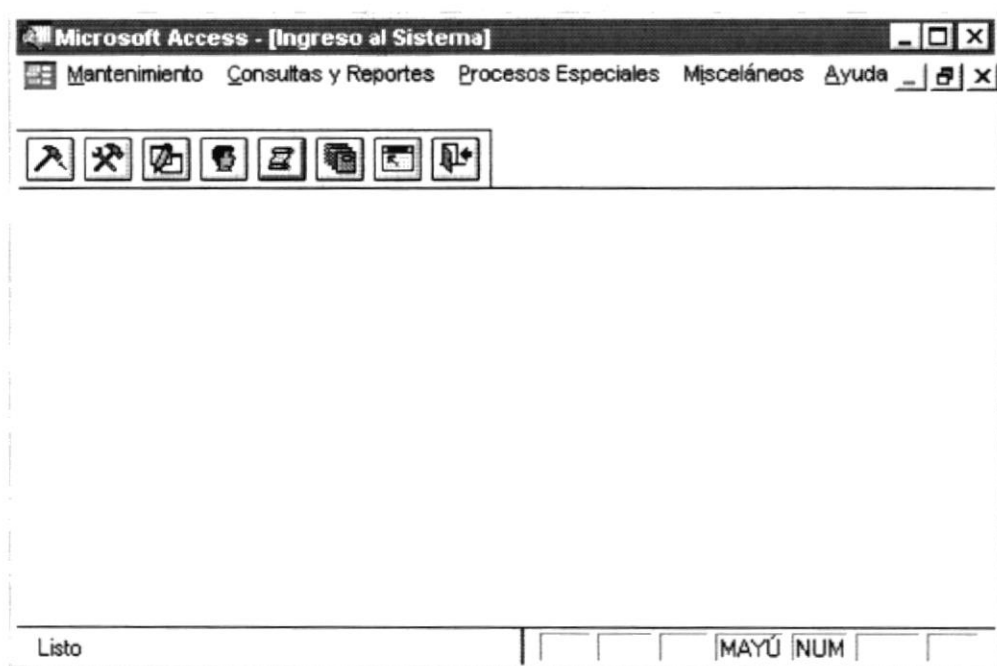 Microsoft Access - [Ingreso al Sistema]
Mantenimiento Consultas y Reportes Procesos Especiales Misceláneos Ayuda
Listo MAYÚ NUM